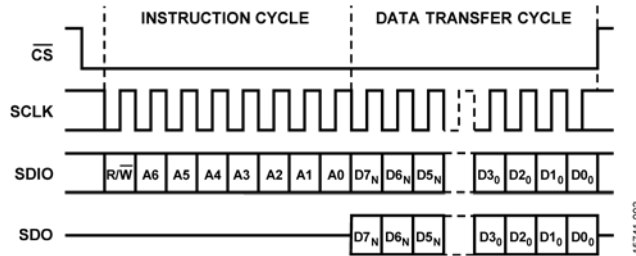 INSTRUCTION CYCLE DATA TRANSFER CYCLE
CS
SCLK
SDIO R/W A6 A5 A4 A3 A2 A1 A0 D7N D6N D5N D30 D20 D10 D00
SDO D7N D6N D5N D30 D20 D10 D00